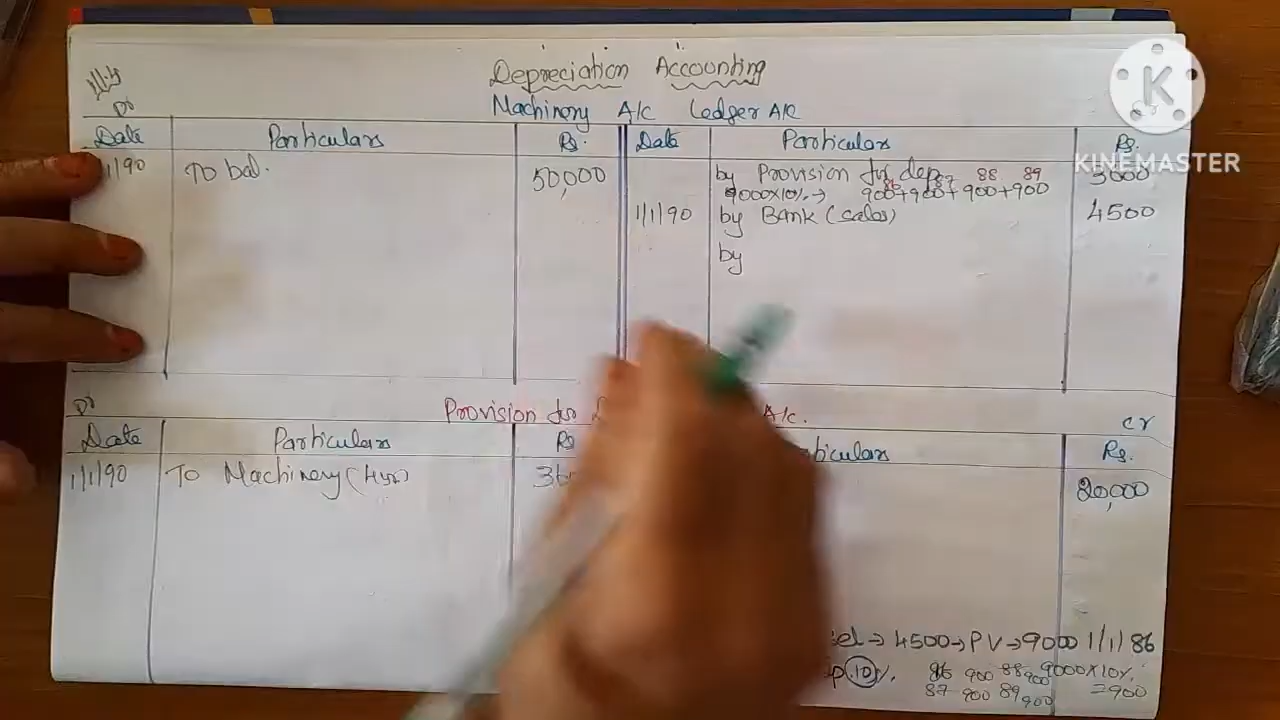 Depreciation Accounting
Dr
Machinery A/c Ledger A/c
Date Particulars Rs. Date Particulars Rs.
1/1/90 To bal. 50,000 by Provision for dep 3600
86 87 88 89
9000x10%→ 900+900+900+900
1/1/90 by Bank (sales) 4500
by
KINEMASTER
Dr Provision for A/c. cr
Date Particulars Rs Particulars Rs.
1/1/90 To Machinery (4yrs) 20,000
→ 4500→PV→9000 1/1/86
10% 86 900 88 900 9000x10%
87 900 89 900 =900